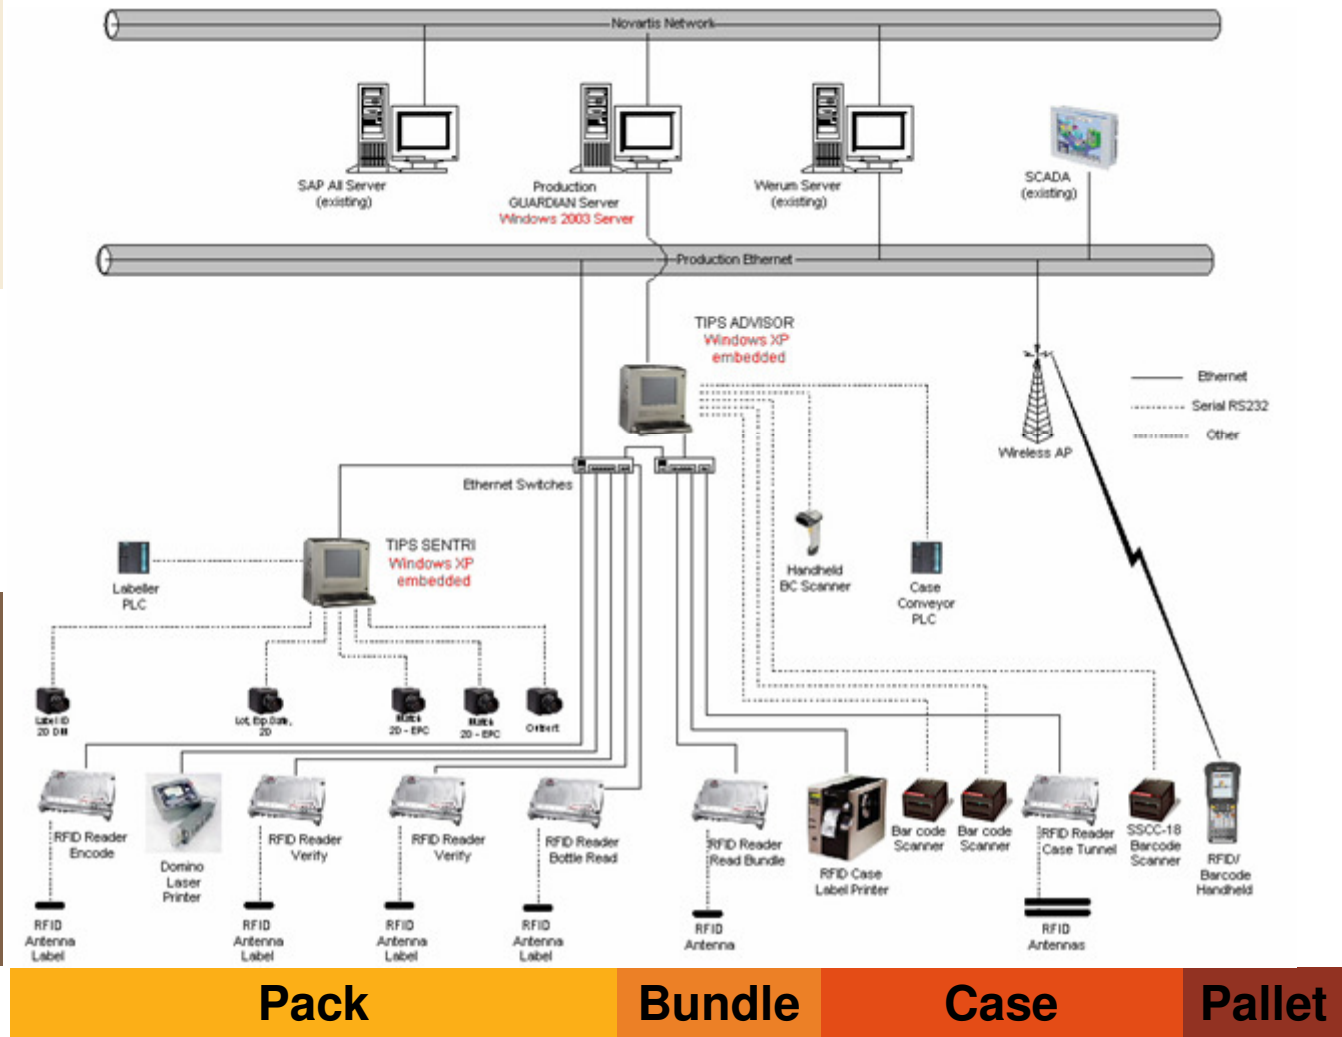 Novartis Network
SAP AII Server
(existing)
Production
GUARDIAN Server
Windows 2003 Server
Werum Server
(existing)
SCADA
(existing)
Production Ethernet
TIPS ADVISOR
Windows XP
embedded
Ethernet
Serial RS232
Other
Wireless AP
Ethernet Switches
TIPS SENTRI
Windows XP
embedded
Labeller
PLC
Handheld
BC Scanner
Case
Conveyor
PLC
Label ID
2D DM
Lot, Exp.Date,
2D
2D - EPC
2D - EPC
RFID Reader
Encode
Domino
Laser
Printer
RFID Reader
Verify
RFID Reader
Verify
RFID Reader
Bottle Read
RFID Reader
Read Bundle
RFID Case
Label Printer
Bar code
Scanner
Bar code
Scanner
RFID Reader
Case Tunnel
SSCC-18
Barcode
Scanner
RFID/
Barcode
Handheld
RFID
Antenna
Label
RFID
Antenna
Label
RFID
Antenna
Label
RFID
Antenna
Label
RFID
Antenna
RFID
Antennas
Pack
Bundle
Case
Pallet